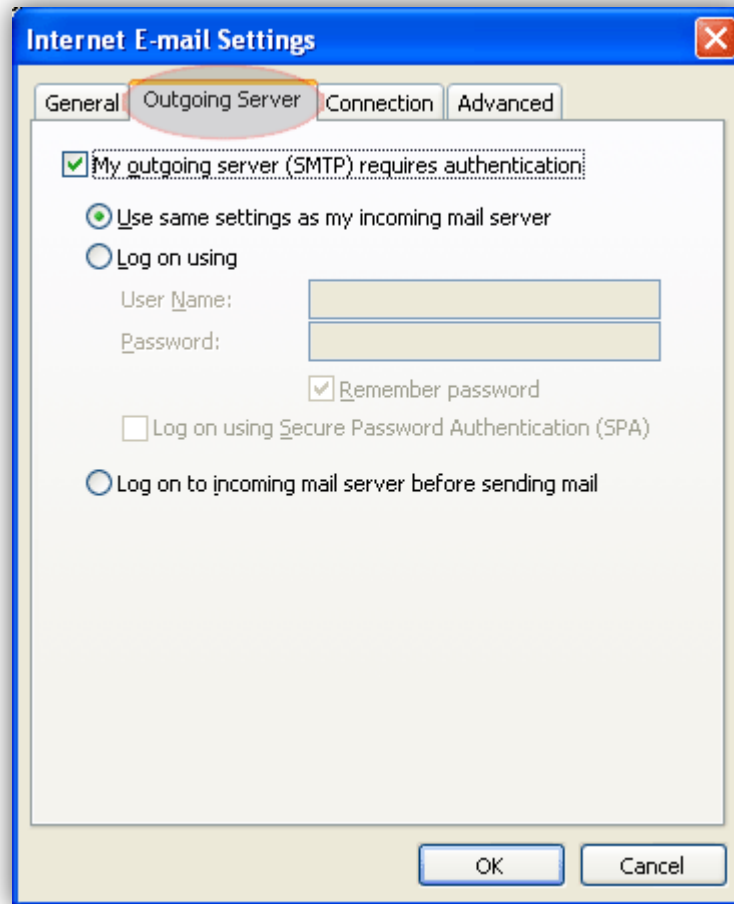 Internet E-mail Settings
General Outgoing Server Connection Advanced
My outgoing server (SMTP) requires authentication
Use same settings as my incoming mail server
Log on using
User Name:
Password:
Remember password
Log on using Secure Password Authentication (SPA)
Log on to incoming mail server before sending mail
OK Cancel